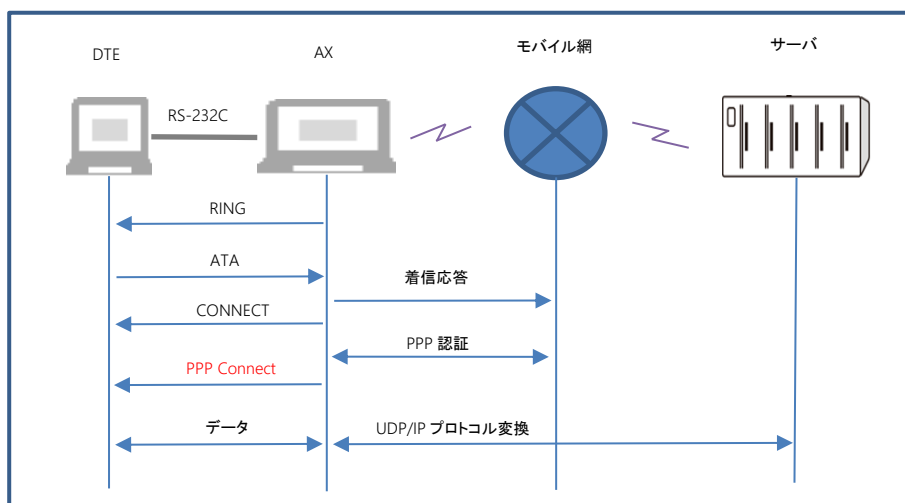 DTE
AX
モバイル網
サーバ
RS-232C
RING
ATA
着信応答
CONNECT
PPP 認証
PPP Connect
データ
UDP/IP プロトコル変換